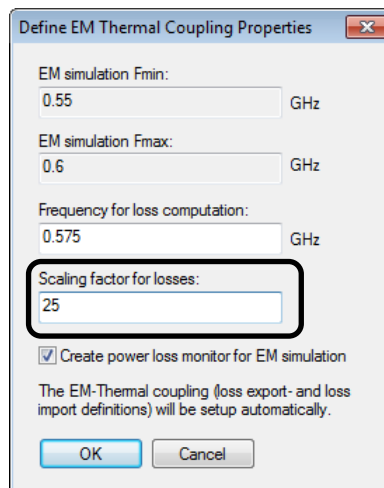 Define EM Thermal Coupling Properties
EM simulation Fmin:
0.55 GHz
EM simulation Fmax:
0.6 GHz
Frequency for loss computation:
0.575 GHz
Scaling factor for losses:
25
Create power loss monitor for EM simulation
The EM-Thermal coupling (loss export- and loss
import definitions) will be setup automatically.
OK Cancel